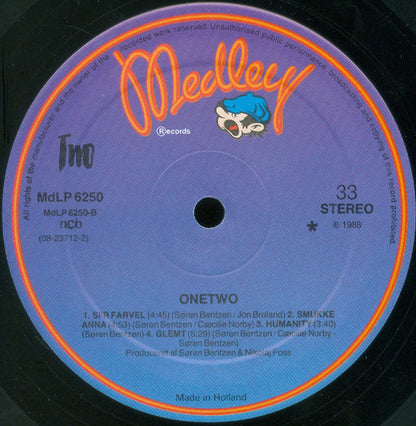 All rights of the manufacturer and of the owner of the recorded work reserved. Unauthorised public performance, broadcasting and copying of this record prohibited.
Medley
®Records
Two
MdLP 6250
MdLP 6250-B
ncb
(08-23712-2)
33
STEREO
* ℗ 1986
ONETWO
1. SI'R FARVEL (4:45) (Søren Bentzen / Jon Broland) 2. SMUKKE
ANNA (4:53) (Søren Bentzen / Cæcilie Norby) 3. HUMANITY (3:40)
(Søren Bentzen) 4. GLEMT (5:29) (Søren Bentzen / Cæcilie Norby -
Søren Bentzen)
Produceret af Søren Bentzen & Nikolaj Foss
Made in Holland